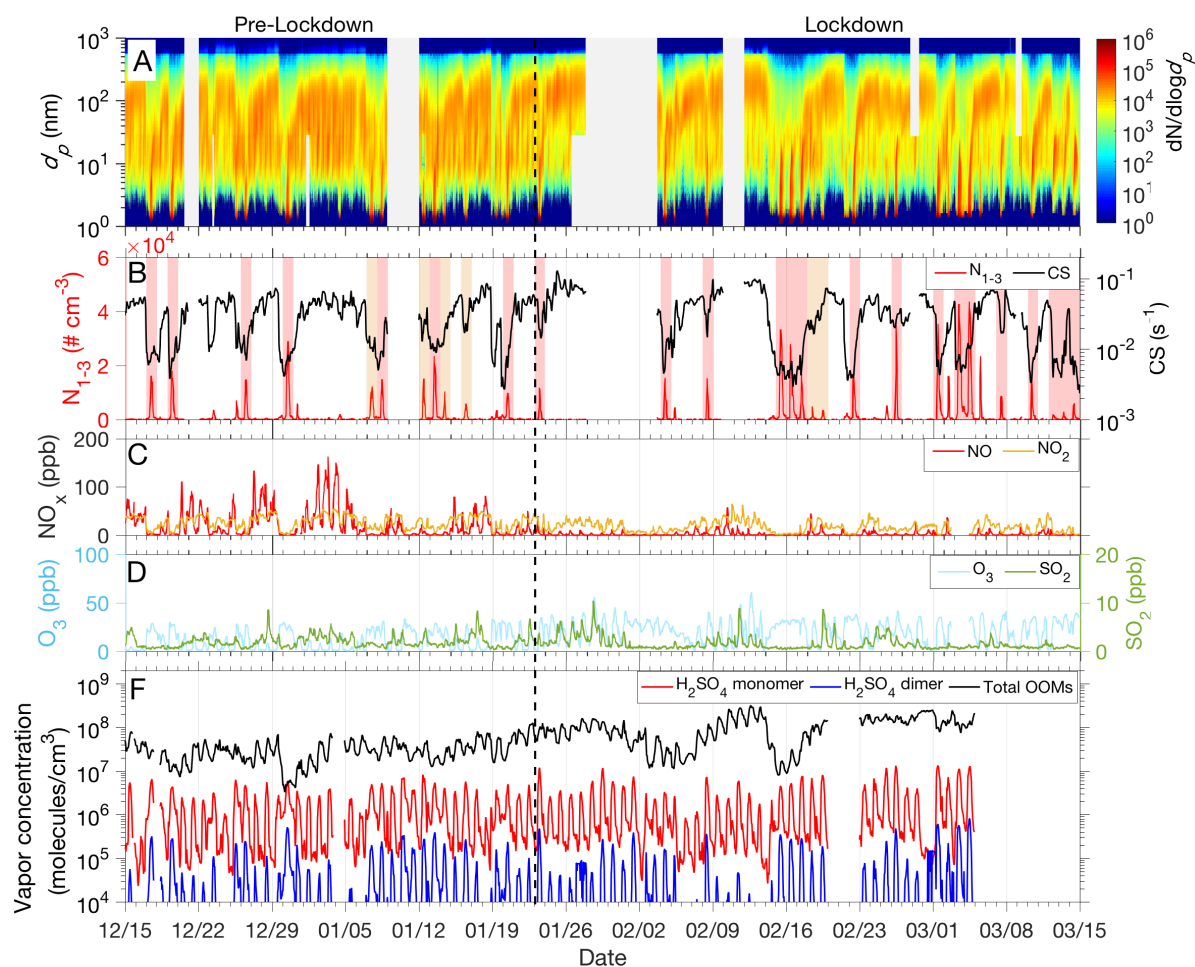 Pre-Lockdown Lockdown
A
10³
10²
10¹
10⁰
dₚ (nm)
10⁶
10⁵
10⁴
10³
10²
10¹
10⁰
dN/dlogdₚ
×10⁴
B
6
4
2
0
N₁₋₃ (# cm⁻³)
N₁₋₃ CS
10⁻¹
10⁻²
10⁻³
CS (s⁻¹)
C
200
100
0
NOₓ (ppb)
NO NO₂
D
100
50
0
O₃ (ppb)
O₃ SO₂
20
10
0
SO₂ (ppb)
F
10⁹
10⁸
10⁷
10⁶
10⁵
10⁴
Vapor concentration
(molecules/cm³)
H₂SO₄ monomer H₂SO₄ dimer Total OOMs
12/15 12/22 12/29 01/05 01/12 01/19 01/26 02/02 02/09 02/16 02/23 03/01 03/08 03/15
Date